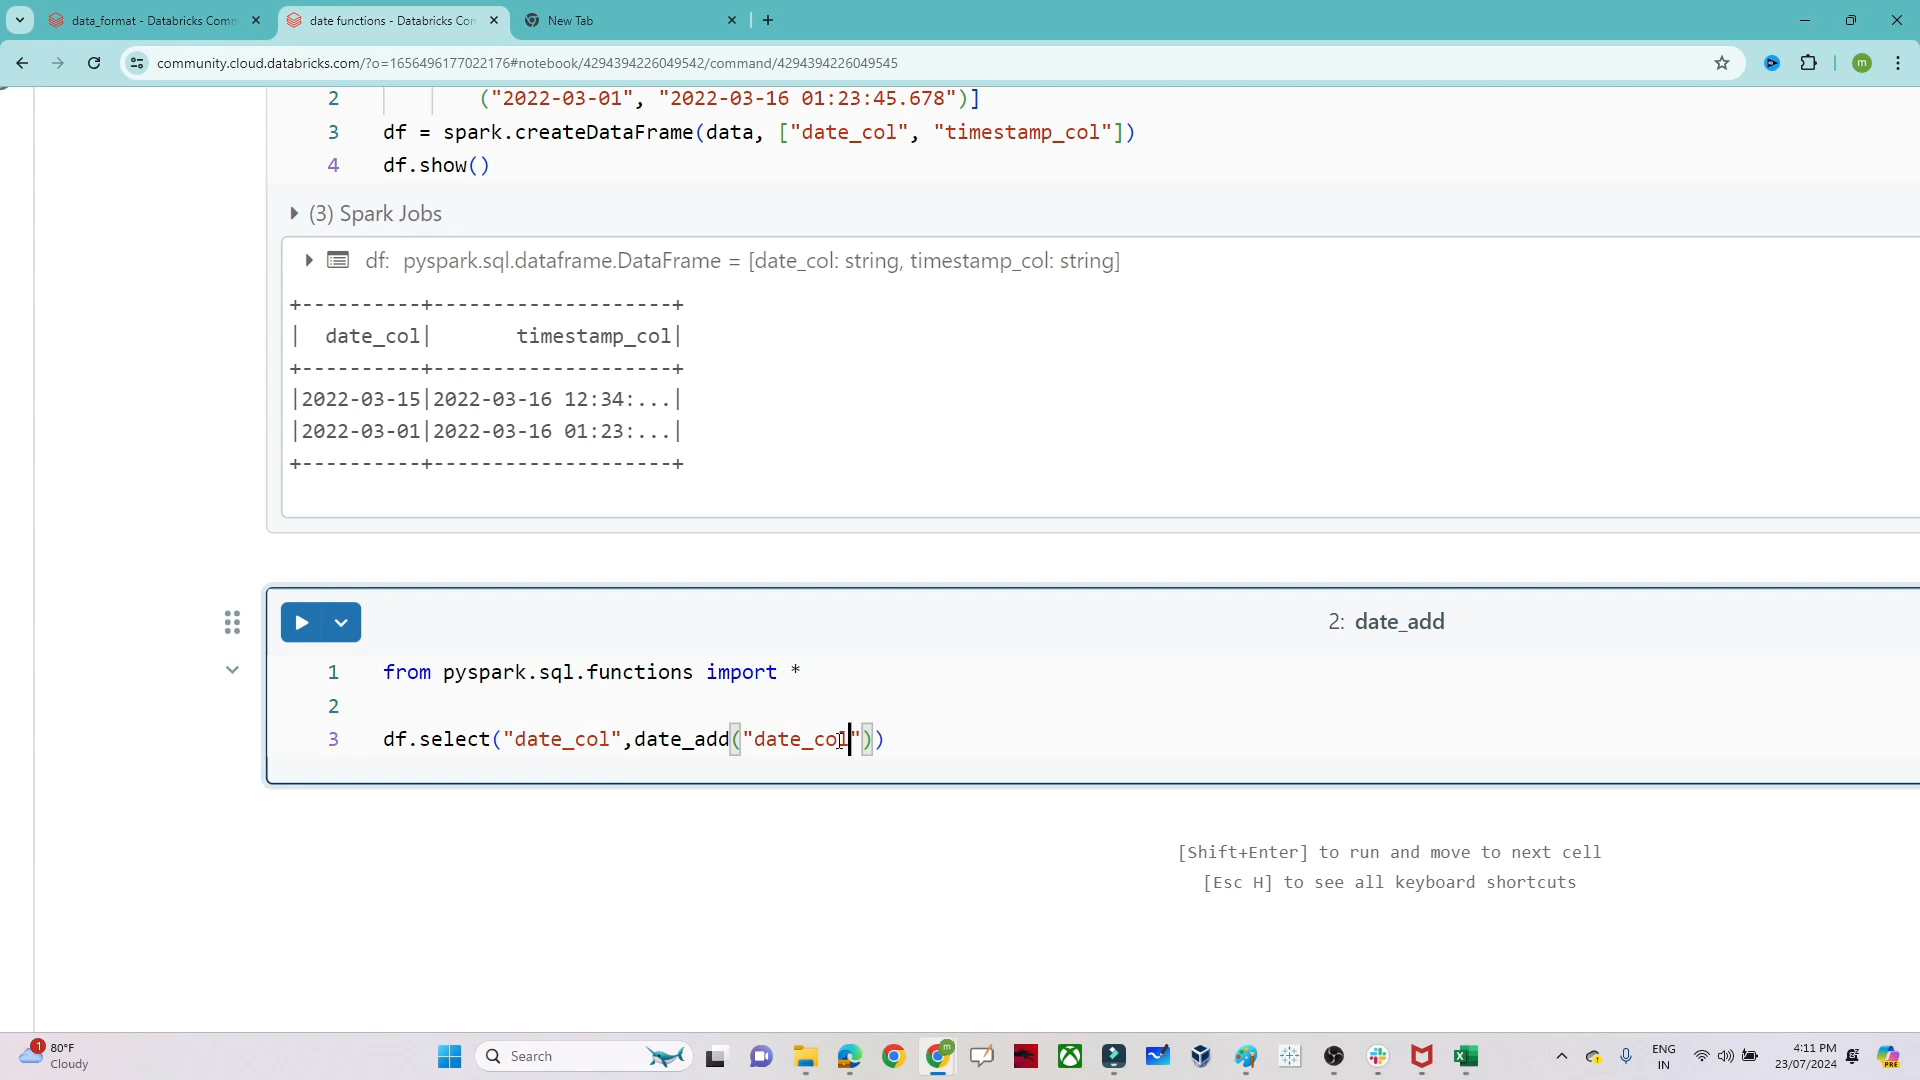 data_format - Databricks Comm
date functions - Databricks Con
New Tab
community.cloud.databricks.com/?o=1656496177022176#notebook/4294394226049542/command/4294394226049545
m
2 ("2022-03-01", "2022-03-16 01:23:45.678")]
3 df = spark.createDataFrame(data, ["date_col", "timestamp_col"])
4 df.show()
(3) Spark Jobs
df: pyspark.sql.dataframe.DataFrame = [date_col: string, timestamp_col: string]
+----------+--------------------+
|  date_col|       timestamp_col|
+----------+--------------------+
|2022-03-15|2022-03-16 12:34:...|
|2022-03-01|2022-03-16 01:23:...|
+----------+--------------------+
2: date_add
1 from pyspark.sql.functions import *
2
3 df.select("date_col",date_add("date_col"))
[Shift+Enter] to run and move to next cell
[Esc H] to see all keyboard shortcuts
1
80°F
Cloudy
Search
m
ENG
IN
4:11 PM
23/07/2024
PRE